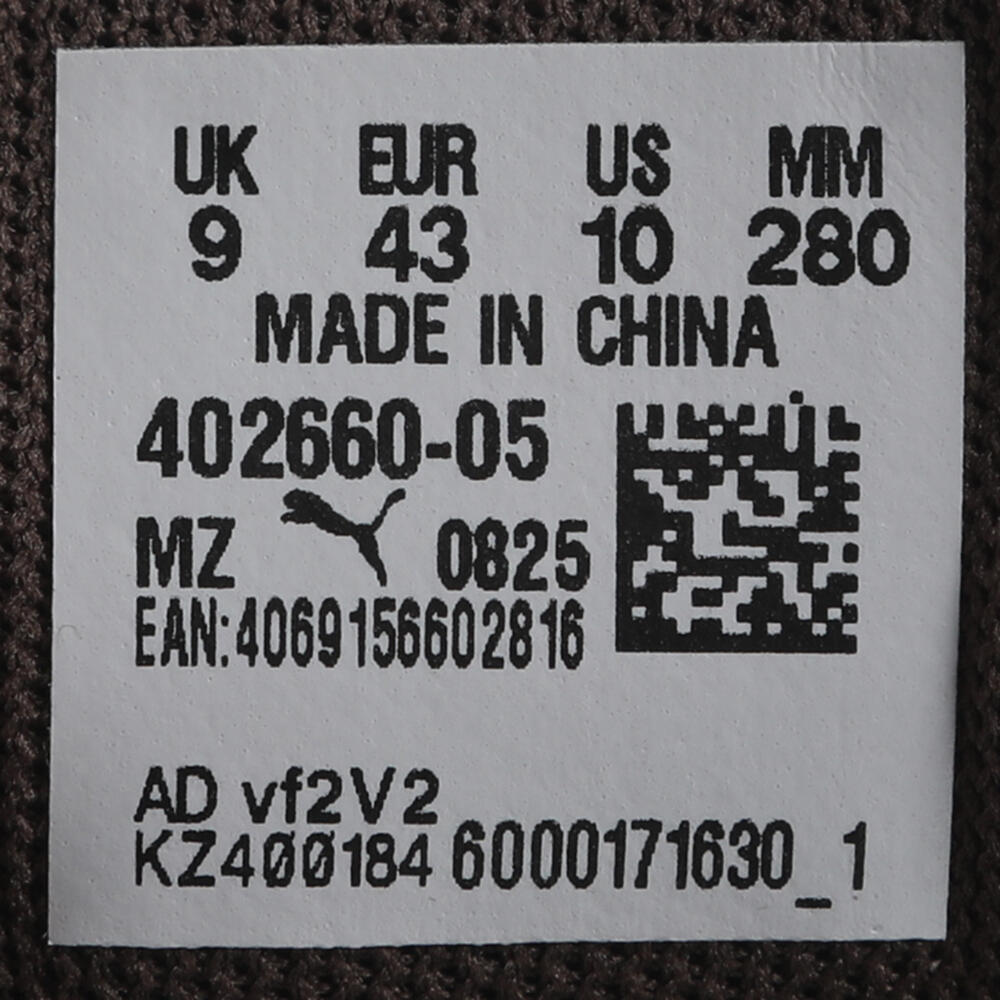 UK EUR US MM
9 43 10 280
MADE IN CHINA
402660-05
MZ 0825
EAN:4069156602816
AD vf2V2
KZ400184 6000171630_1